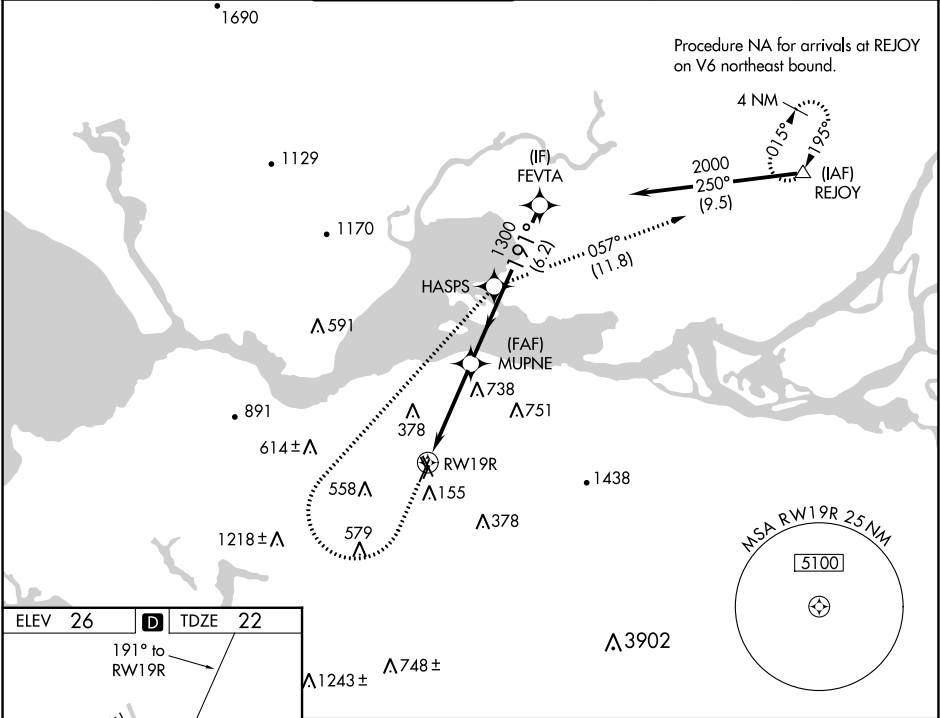 1690
Procedure NA for arrivals at REJOY
on V6 northeast bound.
4 NM
015°
195°
1129
(IF)
FEVTA
2000
250°
(9.5)
(IAF)
REJOY
1170
1300
191°
(6.2)
057°
(11.8)
HASPS
591
(FAF)
MUPNE
738
751
378
891
614±
RW19R
558
155
1438
378
1218±
579
MSA RW19R 25 NM
5100
ELEV 26
D
TDZE 22
191° to
RW19R
3902
748±
1243±